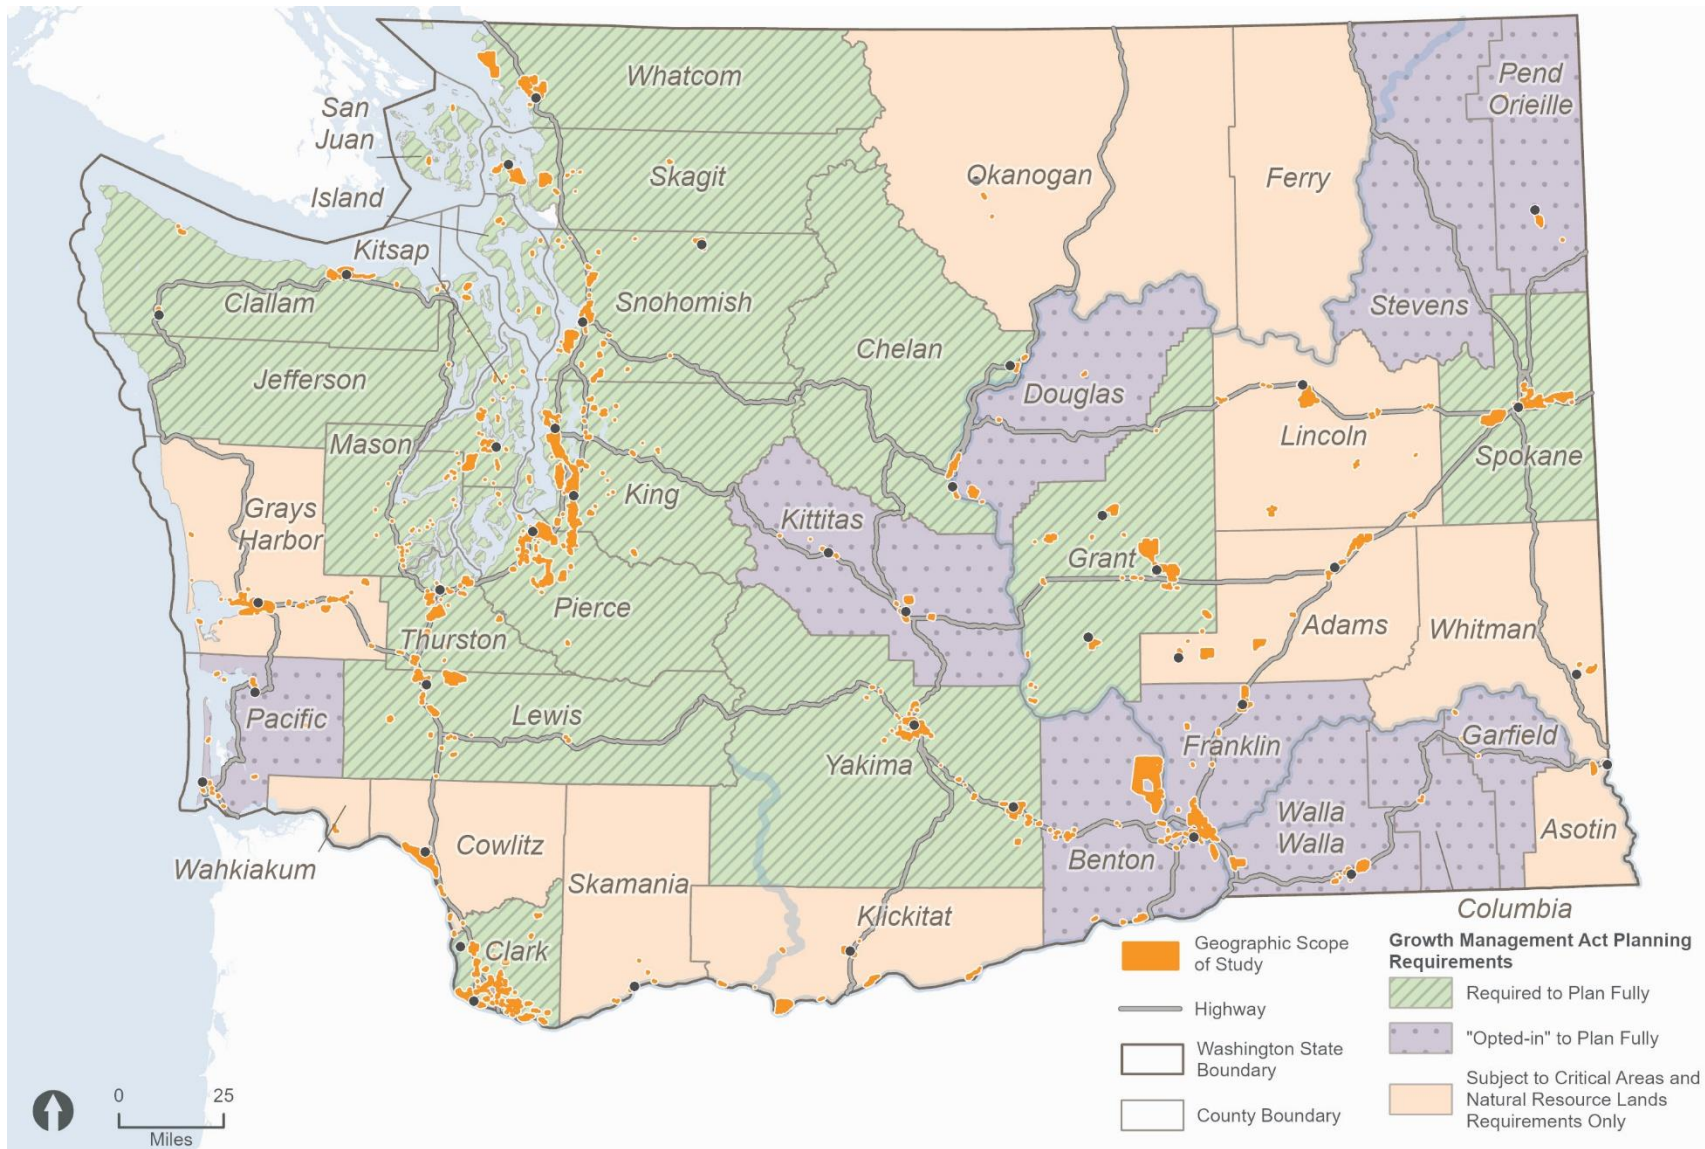 Whatcom
Pend
Orieille
San
Juan
Skagit
Okanogan
Ferry
Island
Kitsap
Clallam
Snohomish
Stevens
Jefferson
Chelan
Douglas
Mason
Lincoln
Spokane
King
Grays
Harbor
Kittitas
Grant
Pierce
Thurston
Adams
Whitman
Pacific
Lewis
Garfield
Franklin
Yakima
Walla
Walla
Asotin
Cowlitz
Benton
Wahkiakum
Skamania
Klickitat
Columbia
Clark
Geographic Scope
of Study
Highway
Washington State
Boundary
County Boundary
Growth Management Act Planning
Requirements
Required to Plan Fully
"Opted-in" to Plan Fully
Subject to Critical Areas and
Natural Resource Lands
Requirements Only
0 25
Miles